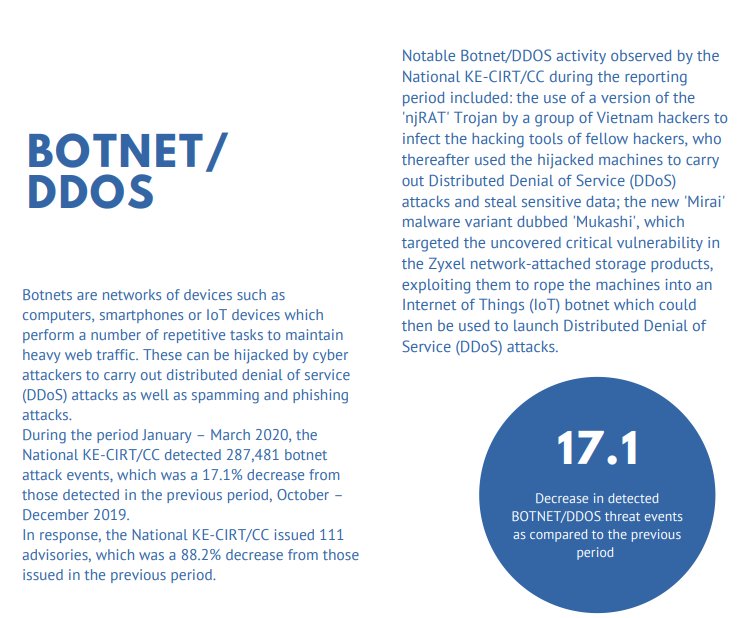 BOTNET/
DDOS
Botnets are networks of devices such as
computers, smartphones or IoT devices which
perform a number of repetitive tasks to maintain
heavy web traffic. These can be hijacked by cyber
attackers to carry out distributed denial of service
(DDoS) attacks as well as spamming and phishing
attacks.
During the period January – March 2020, the
National KE-CIRT/CC detected 287,481 botnet
attack events, which was a 17.1% decrease from
those detected in the previous period, October –
December 2019.
In response, the National KE-CIRT/CC issued 111
advisories, which was a 88.2% decrease from those
issued in the previous period.
Notable Botnet/DDOS activity observed by the
National KE-CIRT/CC during the reporting
period included: the use of a version of the
'njRAT' Trojan by a group of Vietnam hackers to
infect the hacking tools of fellow hackers, who
thereafter used the hijacked machines to carry
out Distributed Denial of Service (DDoS)
attacks and steal sensitive data; the new 'Mirai'
malware variant dubbed 'Mukashi', which
targeted the uncovered critical vulnerability in
the Zyxel network-attached storage products,
exploiting them to rope the machines into an
Internet of Things (IoT) botnet which could
then be used to launch Distributed Denial of
Service (DDoS) attacks.
17.1
Decrease in detected
BOTNET/DDOS threat events
as compared to the previous
period